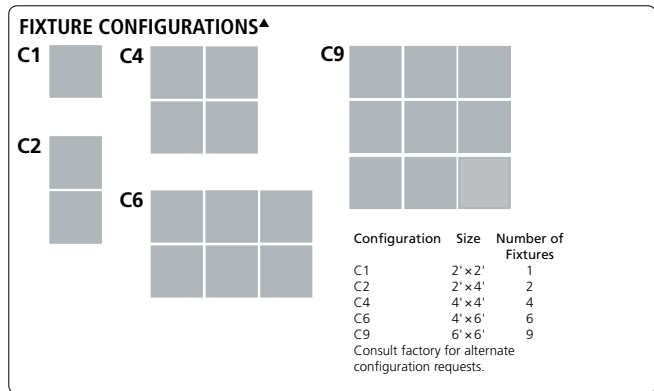 FIXTURE CONFIGURATIONS▲
C1
C4
C9
C2
C6
Configuration Size Number of
Fixtures
C1 2'×2' 1
C2 2'×4' 2
C4 4'×4' 4
C6 4'×6' 6
C9 6'×6' 9
Consult factory for alternate
configuration requests.